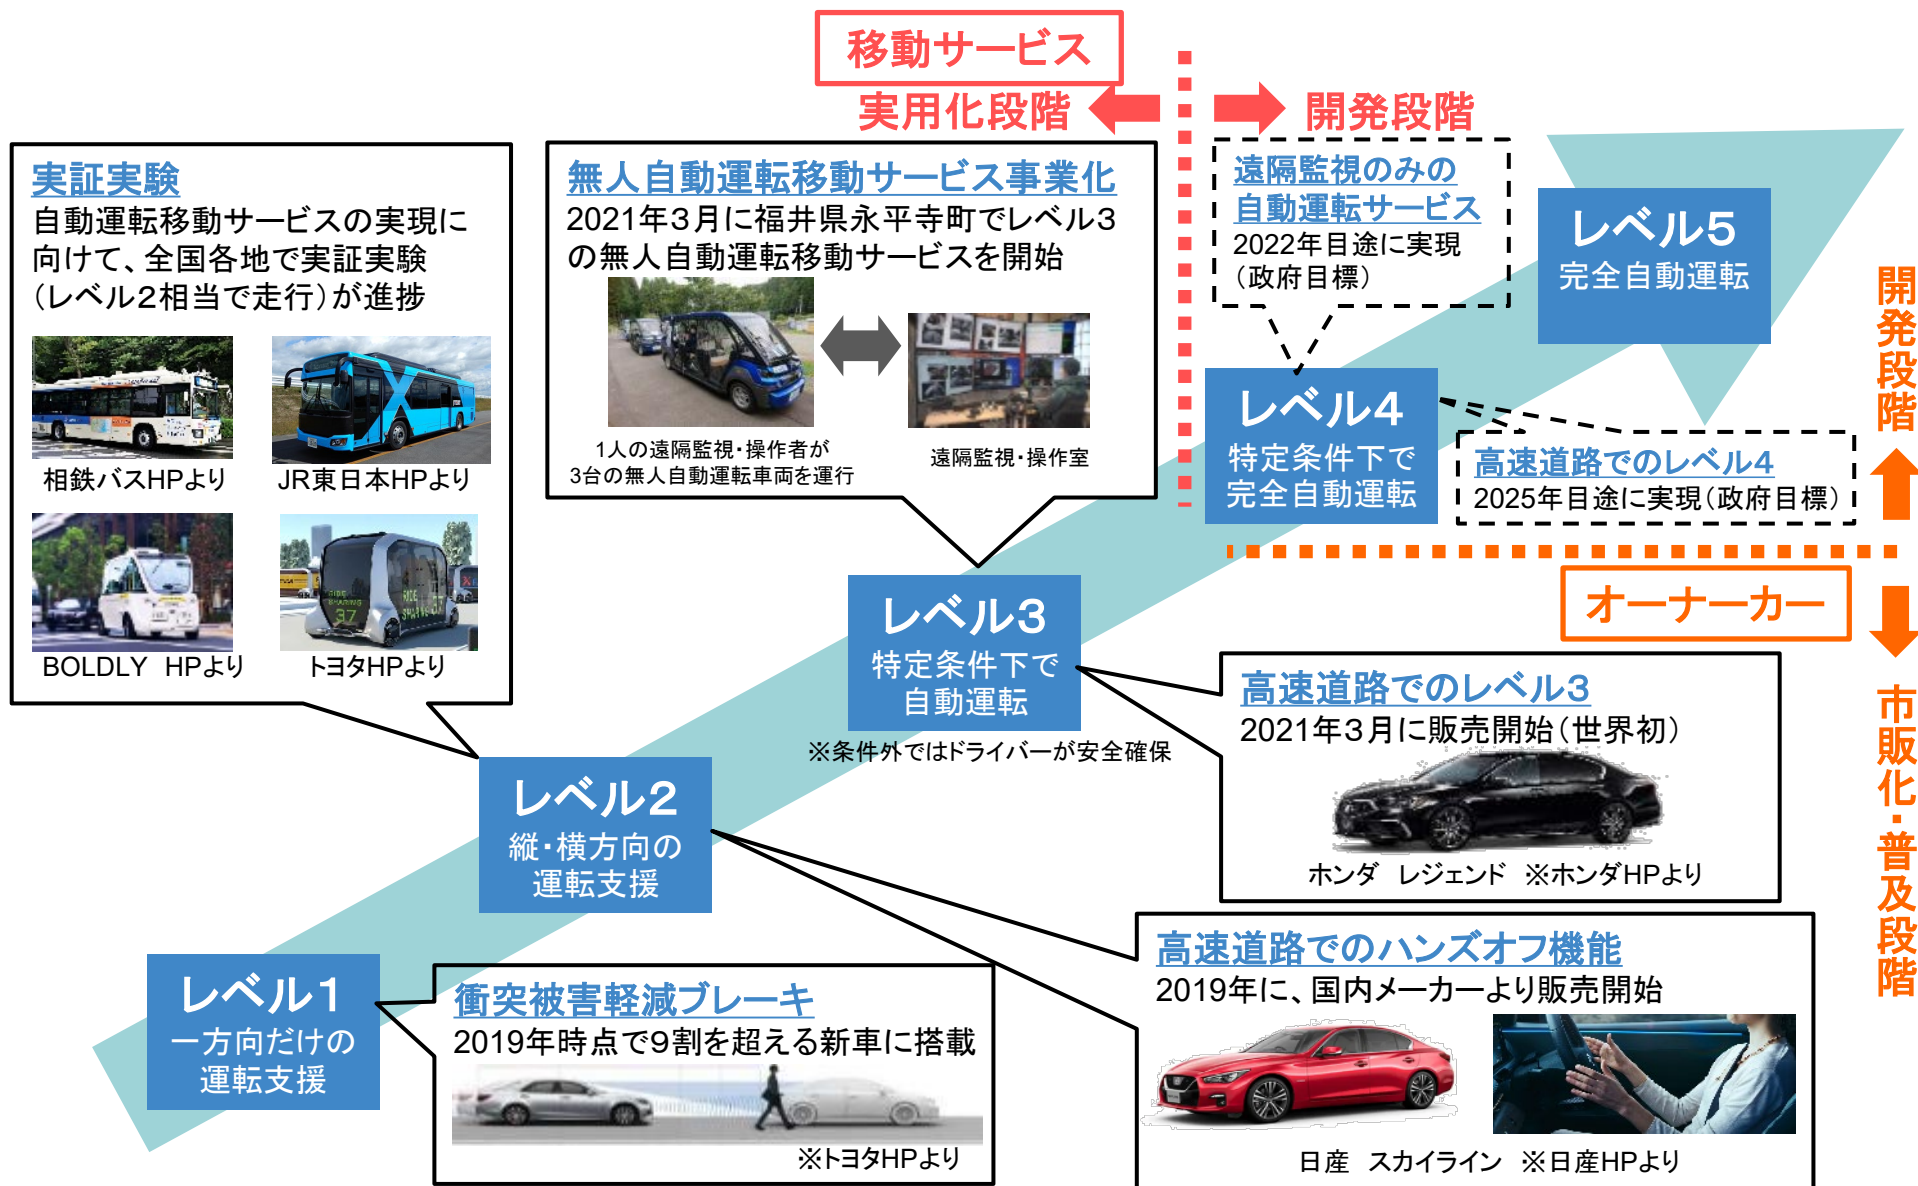 移動サービス
実用化段階
開発段階
実証実験
自動運転移動サービスの実現に
向けて、全国各地で実証実験
（レベル２相当で走行）が進捗
相鉄バスHPより
JR東日本HPより
RIDE
SHARING
37
RIDE
SHARING 37
BOLDLY　HPより
トヨタHPより
無人自動運転移動サービス事業化
2021年３月に福井県永平寺町でレベル３
の無人自動運転移動サービスを開始
1人の遠隔監視・操作者が
3台の無人自動運転車両を運行
遠隔監視・操作室
遠隔監視のみの
自動運転サービス
2022年目途に実現
（政府目標）
レベル５
完全自動運転
レベル４
特定条件下で
完全自動運転
高速道路でのレベル４
2025年目途に実現（政府目標）
開発段階
オーナーカー
市販化・普及段階
レベル３
特定条件下で
自動運転
※条件外ではドライバーが安全確保
高速道路でのレベル３
2021年３月に販売開始（世界初）
ホンダ　レジェンド　※ホンダHPより
レベル２
縦・横方向の
運転支援
高速道路でのハンズオフ機能
2019年に、国内メーカーより販売開始
日産　スカイライン　※日産HPより
レベル１
一方向だけの
運転支援
衝突被害軽減ブレーキ
2019年時点で９割を超える新車に搭載
※トヨタHPより